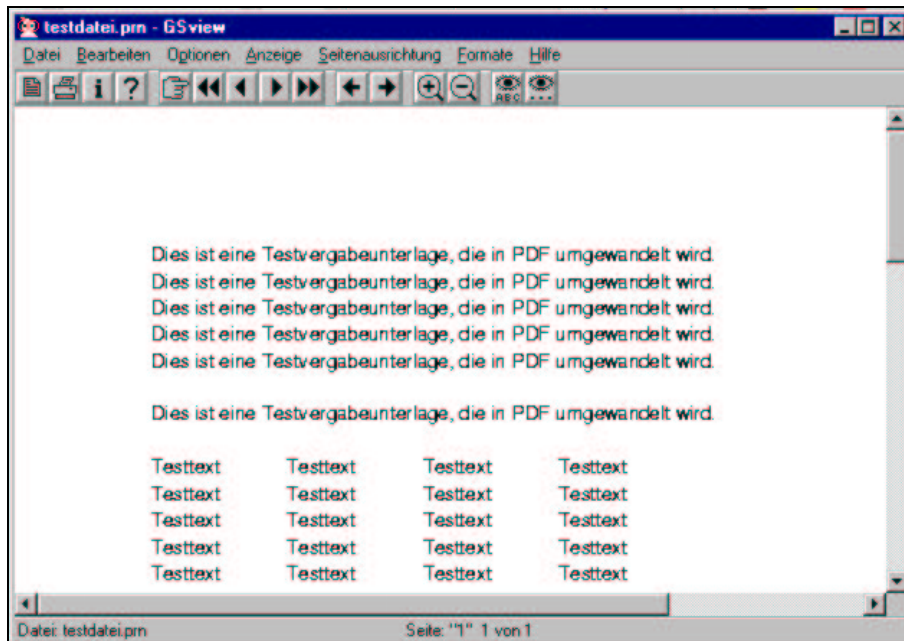 testdatei.prn - GSview
Datei Bearbeiten Optionen Anzeige Seitenausrichtung Formate Hilfe
i ? ABC
Dies ist eine Testvergabeunterlage, die in PDF umgewandelt wird.
Dies ist eine Testvergabeunterlage, die in PDF umgewandelt wird.
Dies ist eine Testvergabeunterlage, die in PDF umgewandelt wird.
Dies ist eine Testvergabeunterlage, die in PDF umgewandelt wird.
Dies ist eine Testvergabeunterlage, die in PDF umgewandelt wird.
Dies ist eine Testvergabeunterlage, die in PDF umgewandelt wird.
Testtext Testtext Testtext Testtext
Testtext Testtext Testtext Testtext
Testtext Testtext Testtext Testtext
Testtext Testtext Testtext Testtext
Testtext Testtext Testtext Testtext
Datei: testdatei.prn Seite: "1" 1 von 1